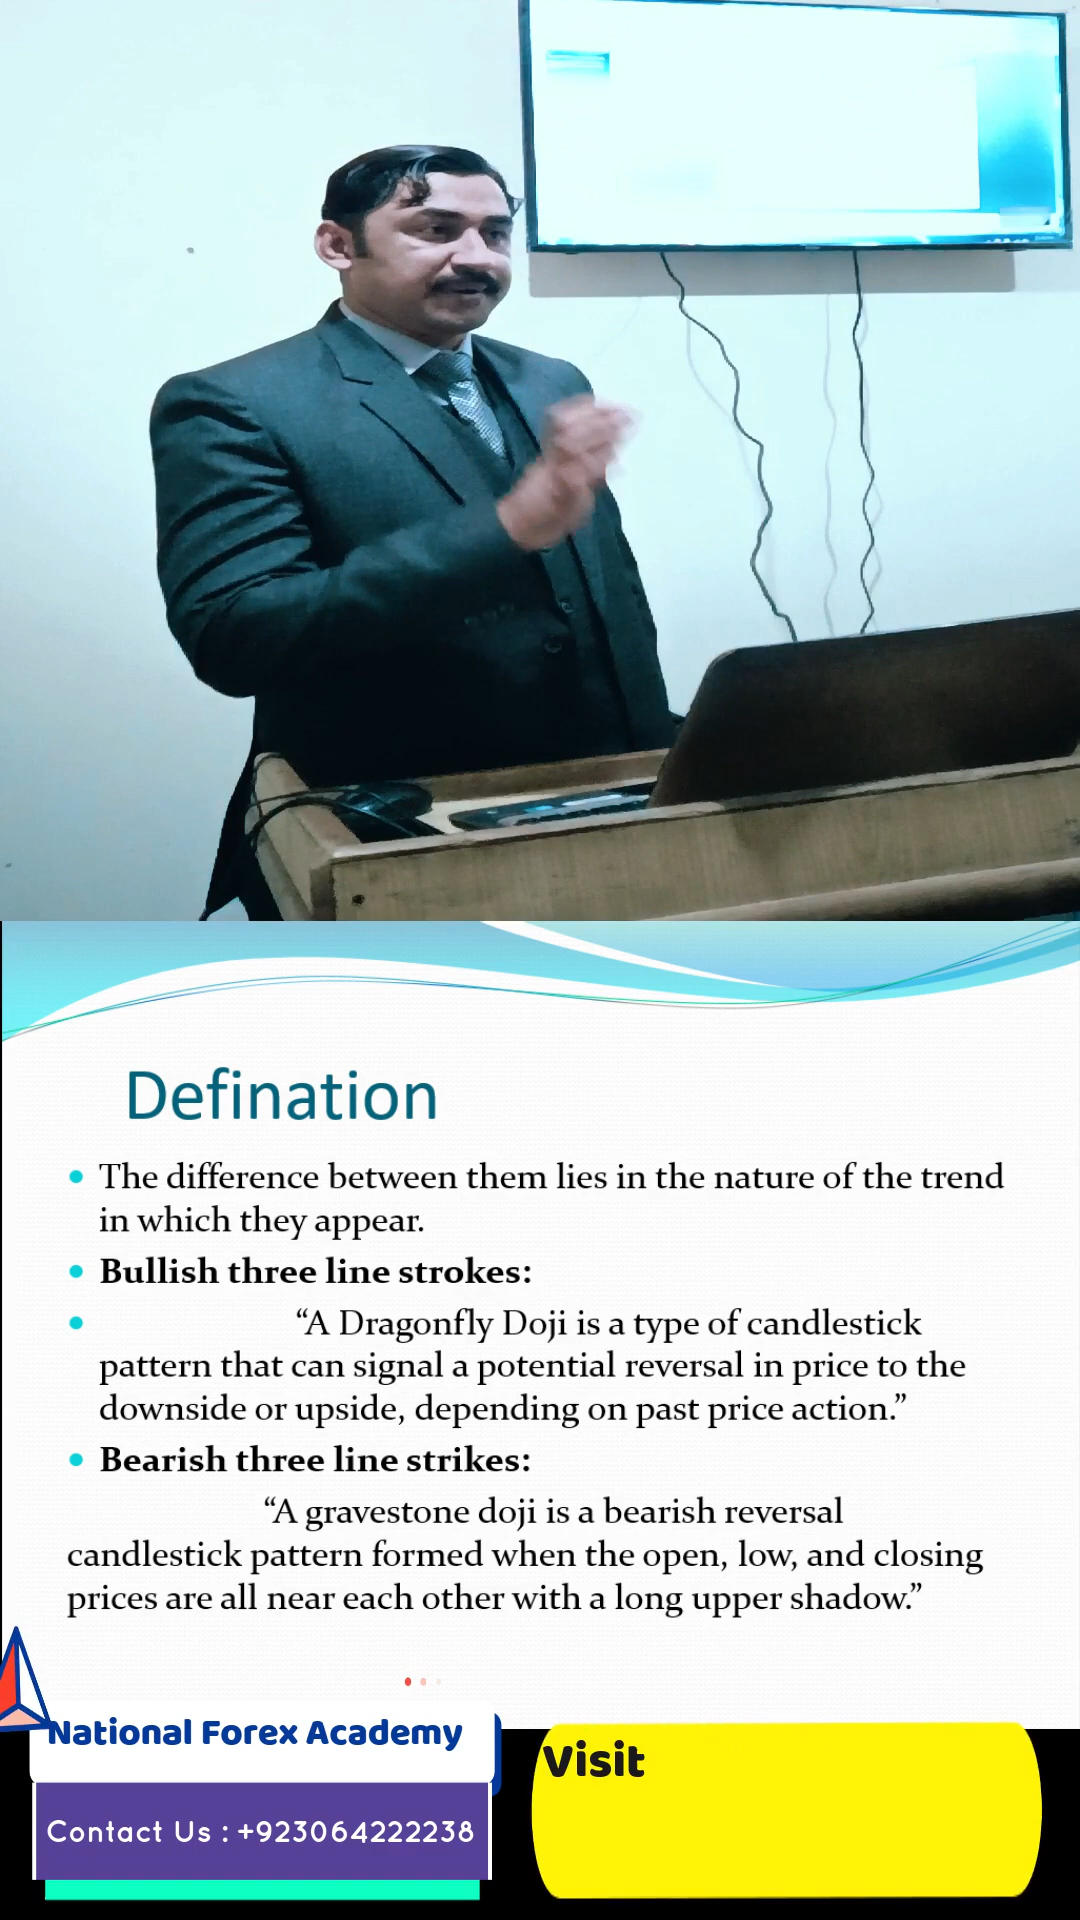 Defination
• The difference between them lies in the nature of the trend
in which they appear.
• Bullish three line strokes:
• “A Dragonfly Doji is a type of candlestick
pattern that can signal a potential reversal in price to the
downside or upside, depending on past price action.”
• Bearish three line strikes:
“A gravestone doji is a bearish reversal
candlestick pattern formed when the open, low, and closing
prices are all near each other with a long upper shadow.”
National Forex Academy
Contact Us : +923064222238
Visit